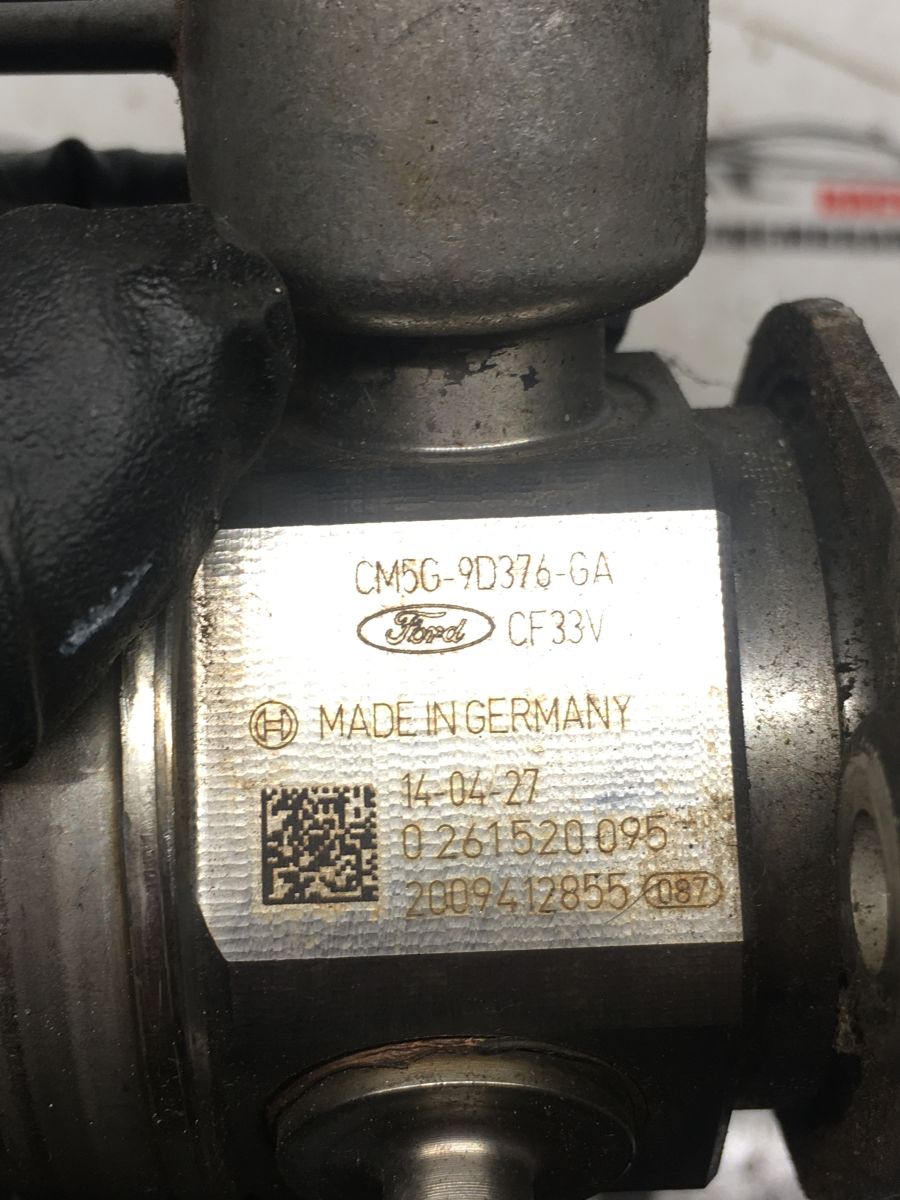 CM5G-9D376-GA
Ford CF33V
MADE IN GERMANY
14-04-27
0 261 520 095
2009412855 087